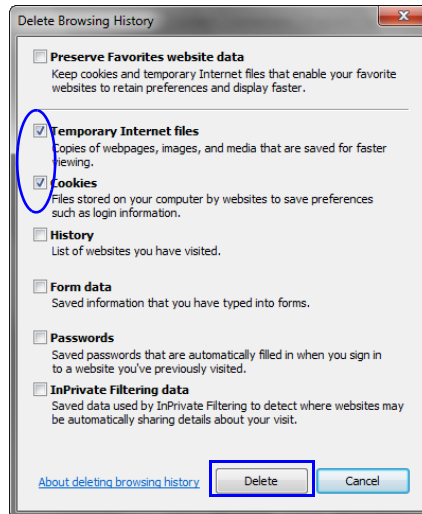 Delete Browsing History
Preserve Favorites website data
Keep cookies and temporary Internet files that enable your favorite
websites to retain preferences and display faster.
Temporary Internet files
Copies of webpages, images, and media that are saved for faster
viewing.
Cookies
Files stored on your computer by websites to save preferences
such as login information.
History
List of websites you have visited.
Form data
Saved information that you have typed into forms.
Passwords
Saved passwords that are automatically filled in when you sign in
to a website you've previously visited.
InPrivate Filtering data
Saved data used by InPrivate Filtering to detect where websites may
be automatically sharing details about your visit.
About deleting browsing history Delete Cancel